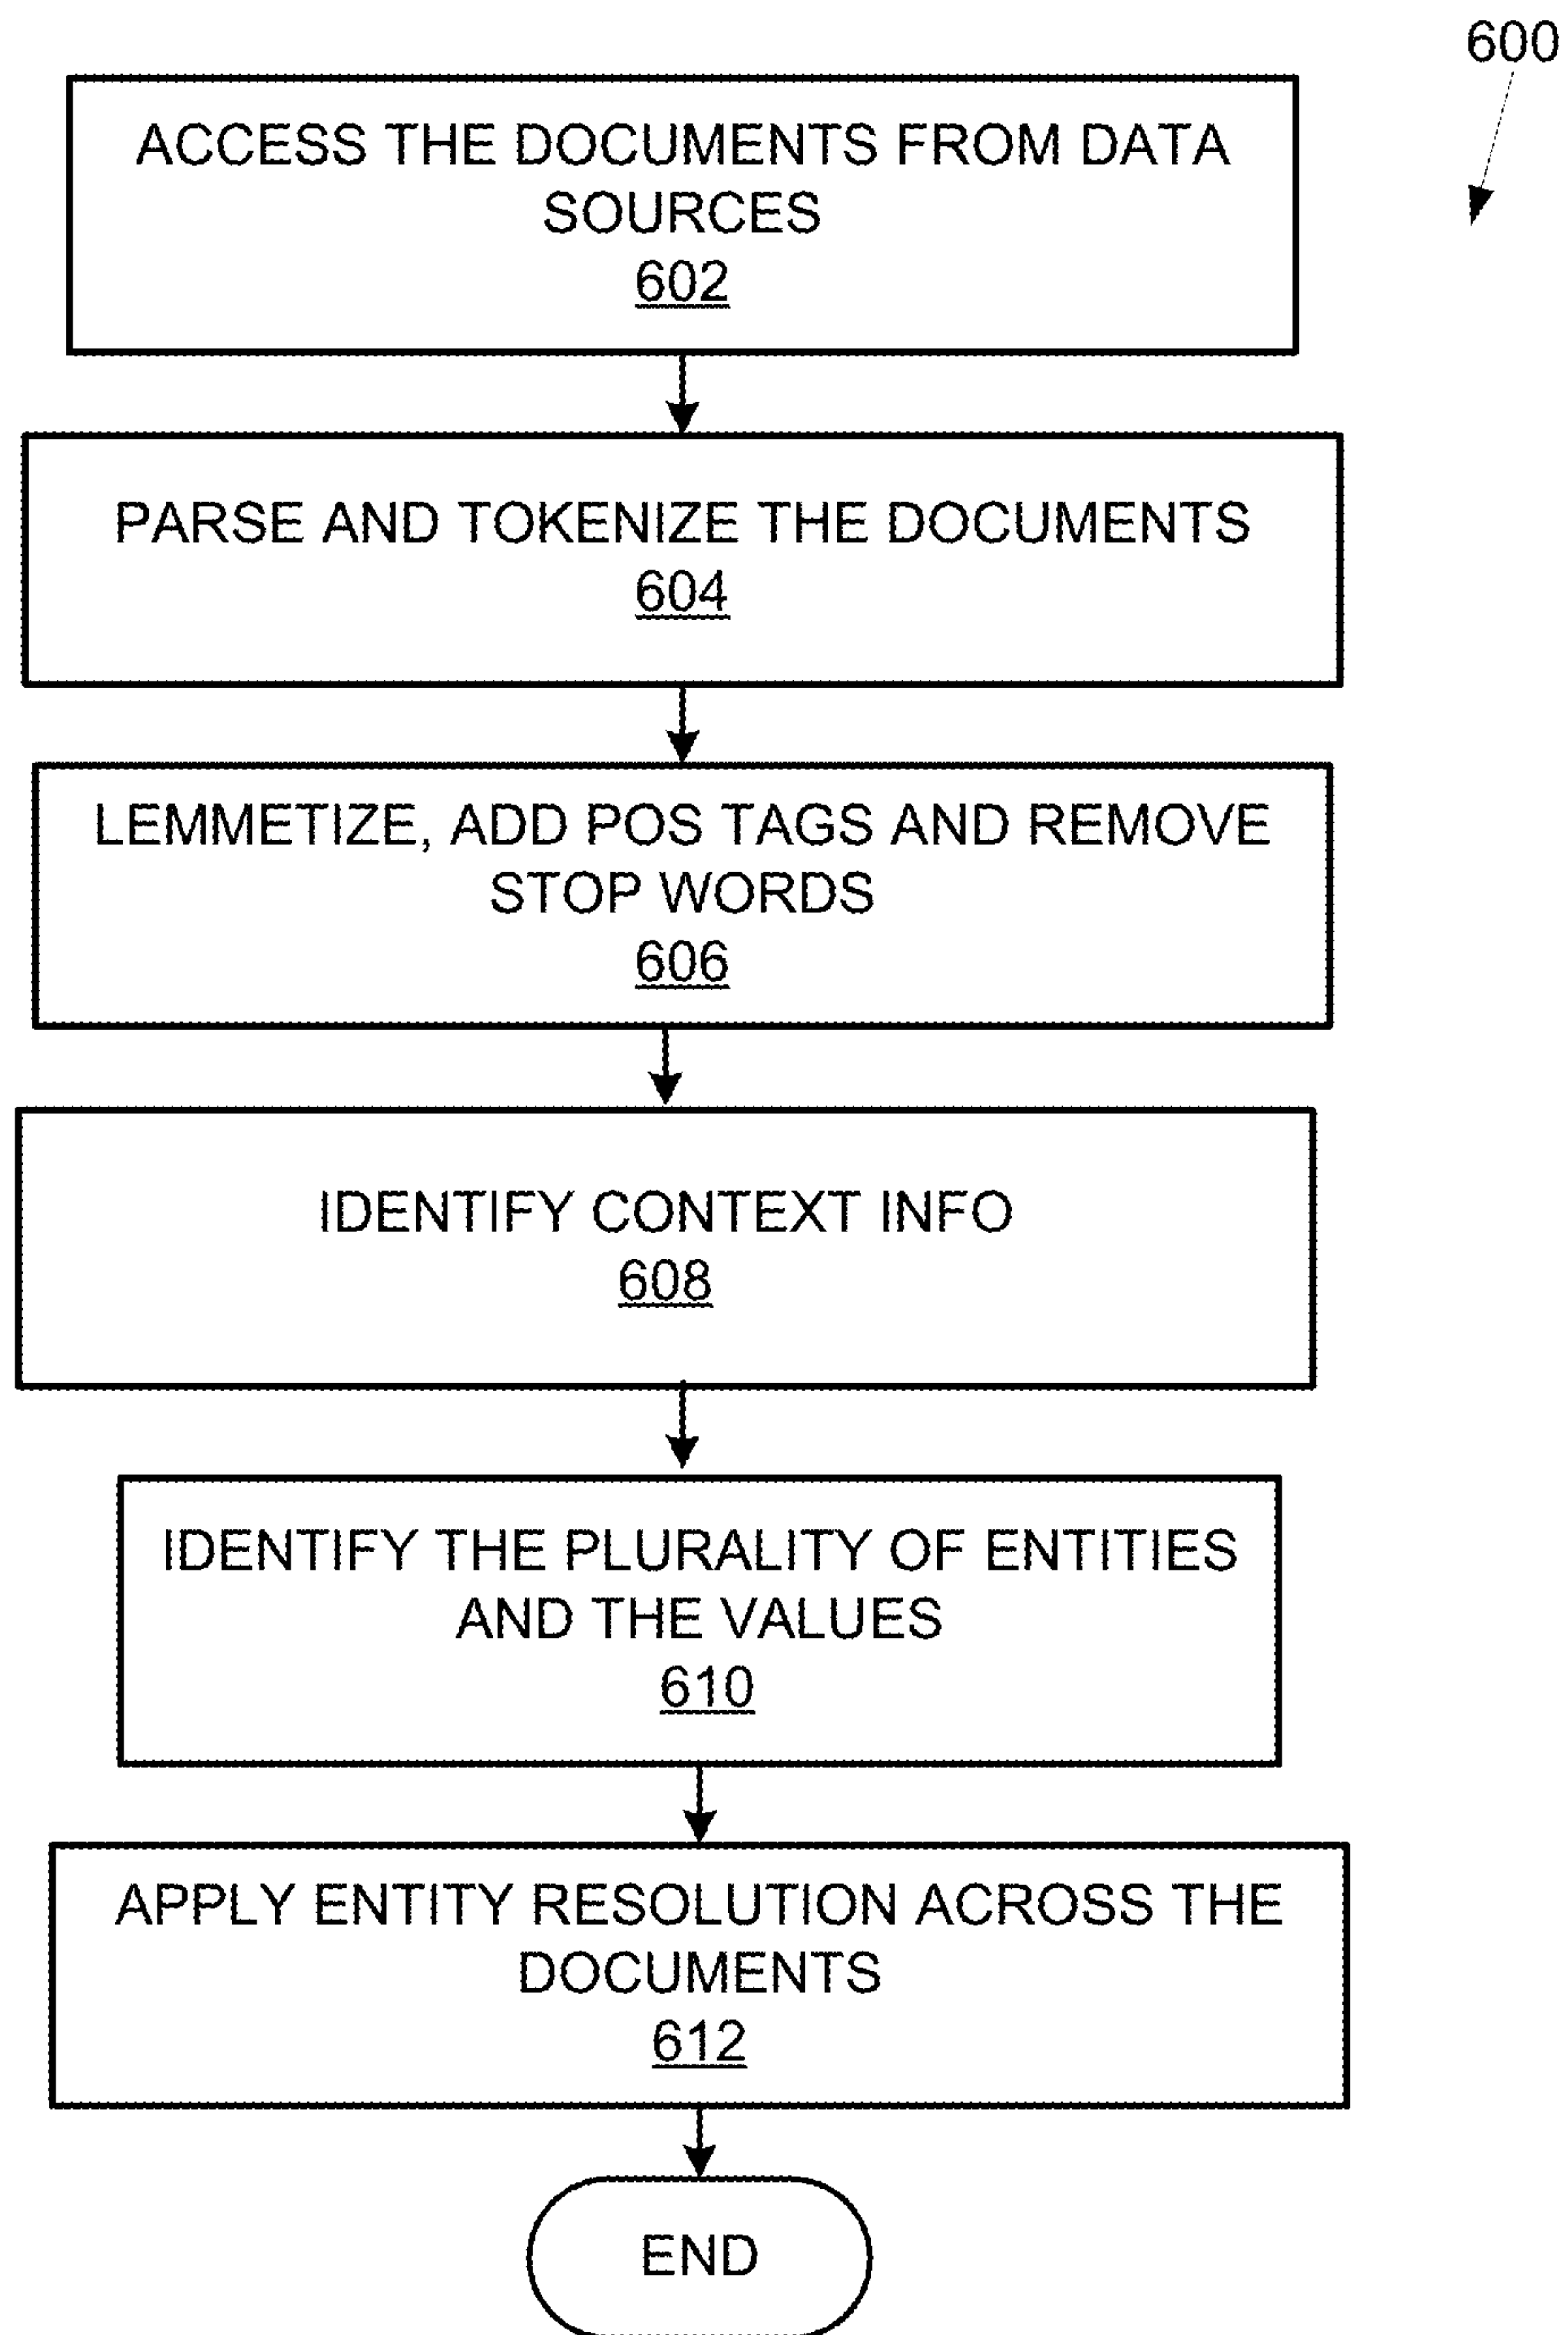 600
ACCESS THE DOCUMENTS FROM DATA
SOURCES
602
PARSE AND TOKENIZE THE DOCUMENTS
604
LEMMETIZE, ADD POS TAGS AND REMOVE
STOP WORDS
606
IDENTIFY CONTEXT INFO
608
IDENTIFY THE PLURALITY OF ENTITIES
AND THE VALUES
610
APPLY ENTITY RESOLUTION ACROSS THE
DOCUMENTS
612
END